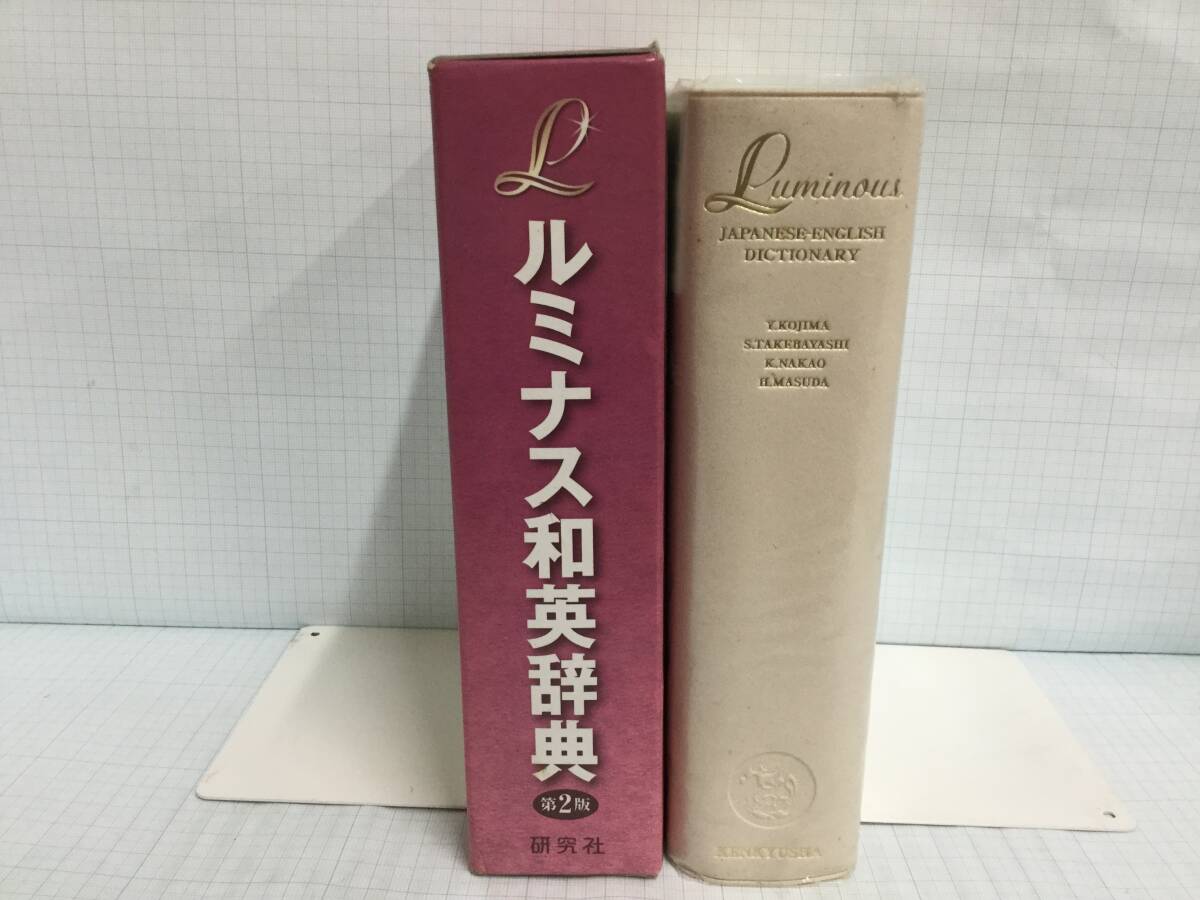 L
ルミナス和英辞典
第2版
研究社
Luminous
JAPANESE-ENGLISH
DICTIONARY
Y.KOJIMA
S.TAKEBAYASHI
K.NAKAO
H.MASUDA
KENKYUSHA